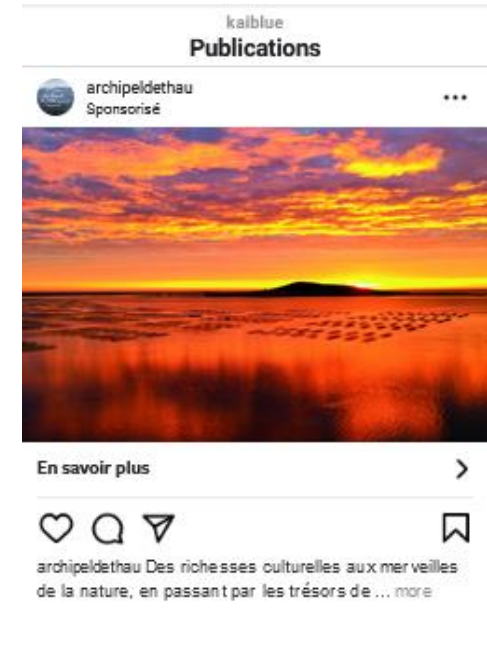 kaiblue
Publications
archipeldethau
Sponsorisé
En savoir plus
archipeldethau Des richesses culturelles aux merveilles
de la nature, en passant par les trésors de ... more